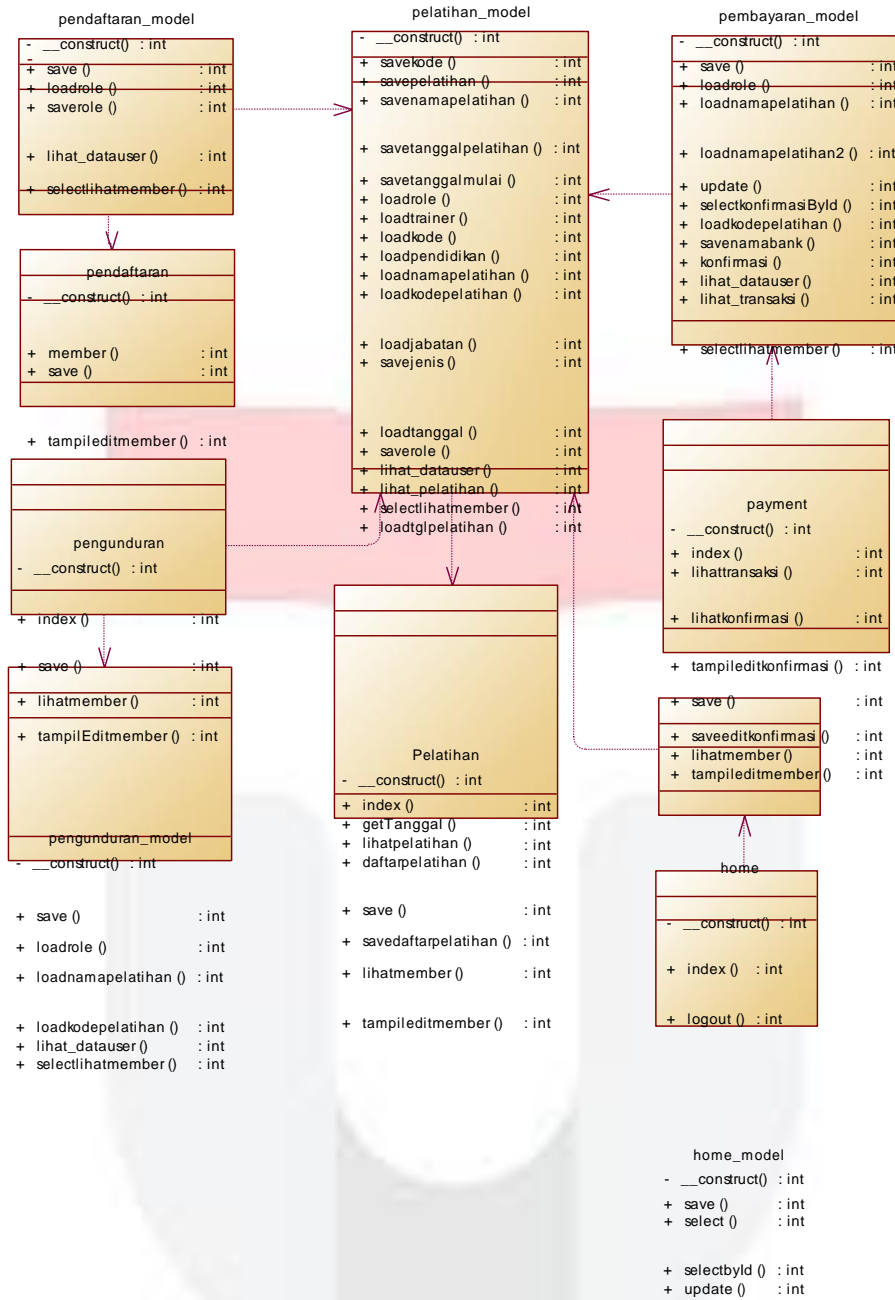 pendaftaran_model
- __construct() : int
-
+ save () : int
+ loadrole () : int
+ saverole () : int
+ lihat_datauser () : int
+ selectlihatmember () : int
pendaftaran
- __construct() : int
+ member () : int
+ save () : int
+ tampileditmember () : int
pengunduran
- __construct() : int
+ index () : int
+ save () : int
+ lihatmember () : int
+ tampilEditmember () : int
pengunduran_model
- __construct() : int
+ save () : int
+ loadrole () : int
+ loadnamapelatihan () : int
+ loadkodepelatihan () : int
+ lihat_datauser () : int
+ selectlihatmember () : int
pelatihan_model
- __construct() : int
+ savekode () : int
+ savepelatihan () : int
+ savenamapelatihan () : int
+ savetanggalpelatihan () : int
+ savetanggalmulai () : int
+ loadrole () : int
+ loadtrainer () : int
+ loadkode () : int
+ loadpendidikan () : int
+ loadnamapelatihan () : int
+ loadkodepelatihan () : int
+ loadjabatan () : int
+ savejenis () : int
+ loadtanggal () : int
+ saverole () : int
+ lihat_datauser () : int
+ lihat_pelatihan () : int
+ selectlihatmember () : int
+ loadtglpelatihan () : int
Pelatihan
- __construct() : int
+ index () : int
+ getTanggal () : int
+ lihatpelatihan () : int
+ daftarpelatihan () : int
+ save () : int
+ savedaftarpelatihan () : int
+ lihatmember () : int
+ tampileditmember () : int
pembayaran_model
- __construct() : int
+ save () : int
+ loadrole () : int
+ loadnamapelatihan () : int
+ loadnamapelatihan2 () : int
+ update () : int
+ selectkonfirmasiById () : int
+ loadkodepelatihan () : int
+ savenamabank () : int
+ konfirmasi () : int
+ lihat_datauser () : int
+ lihat_transaksi () : int
+ selectlihatmember () : int
payment
- __construct() : int
+ index () : int
+ lihattransaksi () : int
+ lihatkonfirmasi () : int
+ tampileditkonfirmasi () : int
+ save () : int
+ saveeditkonfirmasi () : int
+ lihatmember () : int
+ tampileditmember () : int
home
- __construct() : int
+ index () : int
+ logout () : int
home_model
- __construct() : int
+ save () : int
+ select () : int
+ selectbyId () : int
+ update () : int